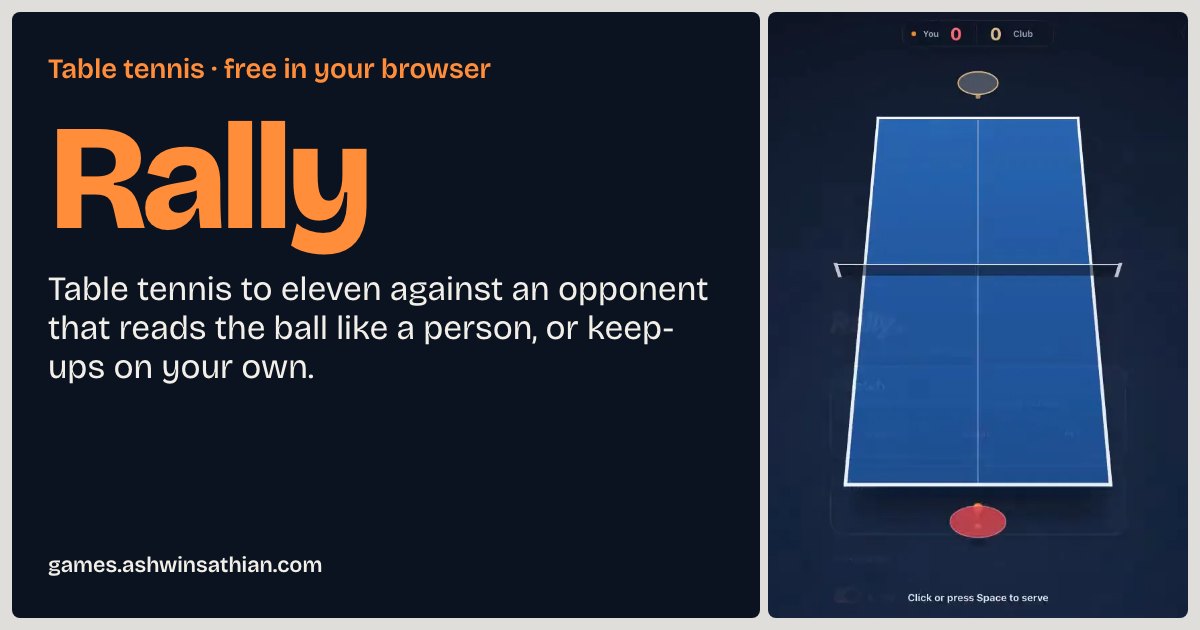 Table tennis · free in your browser
Rally
Table tennis to eleven against an opponent
that reads the ball like a person, or keep-
ups on your own.
games.ashwinsathian.com
You 0 0 Club
Click or press Space to serve